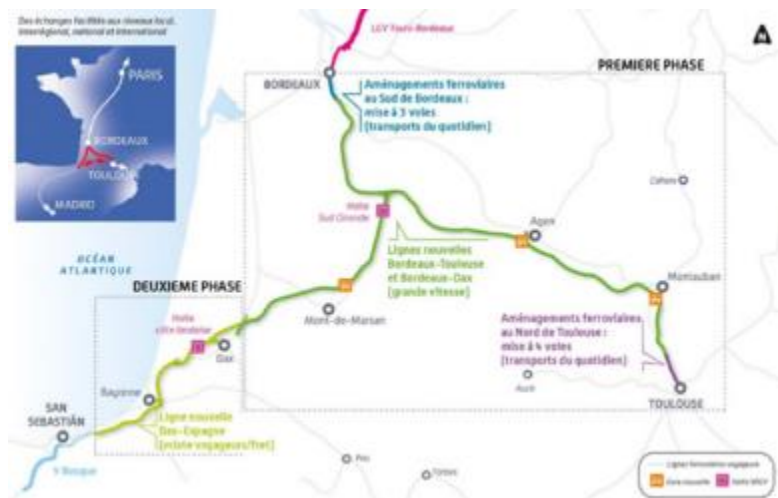 Des échanges facilités aux niveaux local,
interrégional, national et international
PARIS
BORDEAUX
TOULOUSE
MADRID
LGV Tours-Bordeaux
N
BORDEAUX
PREMIERE PHASE
Aménagements ferroviaires
au Sud de Bordeaux :
mise à 3 voies
(transports du quotidien)
Cahors
Halte
Sud Gironde
Agen
OCÉAN
ATLANTIQUE
Lignes nouvelles
Bordeaux-Toulouse
et Bordeaux-Dax
(grande vitesse)
Montauban
DEUXIEME PHASE
Mont-de-Marsan
Aménagements ferroviaires
au Nord de Toulouse :
mise à 4 voies
(transports du quotidien)
Halte
Côte
Dax
Auch
Bayonne
TOULOUSE
SAN
SEBASTIÁN
Ligne nouvelle
Dax-Espagne
(mixte voyageurs/fret)
Y Basque
Pau
Tarbes
Lignes ferroviaires
Gare nouvelle
Halte